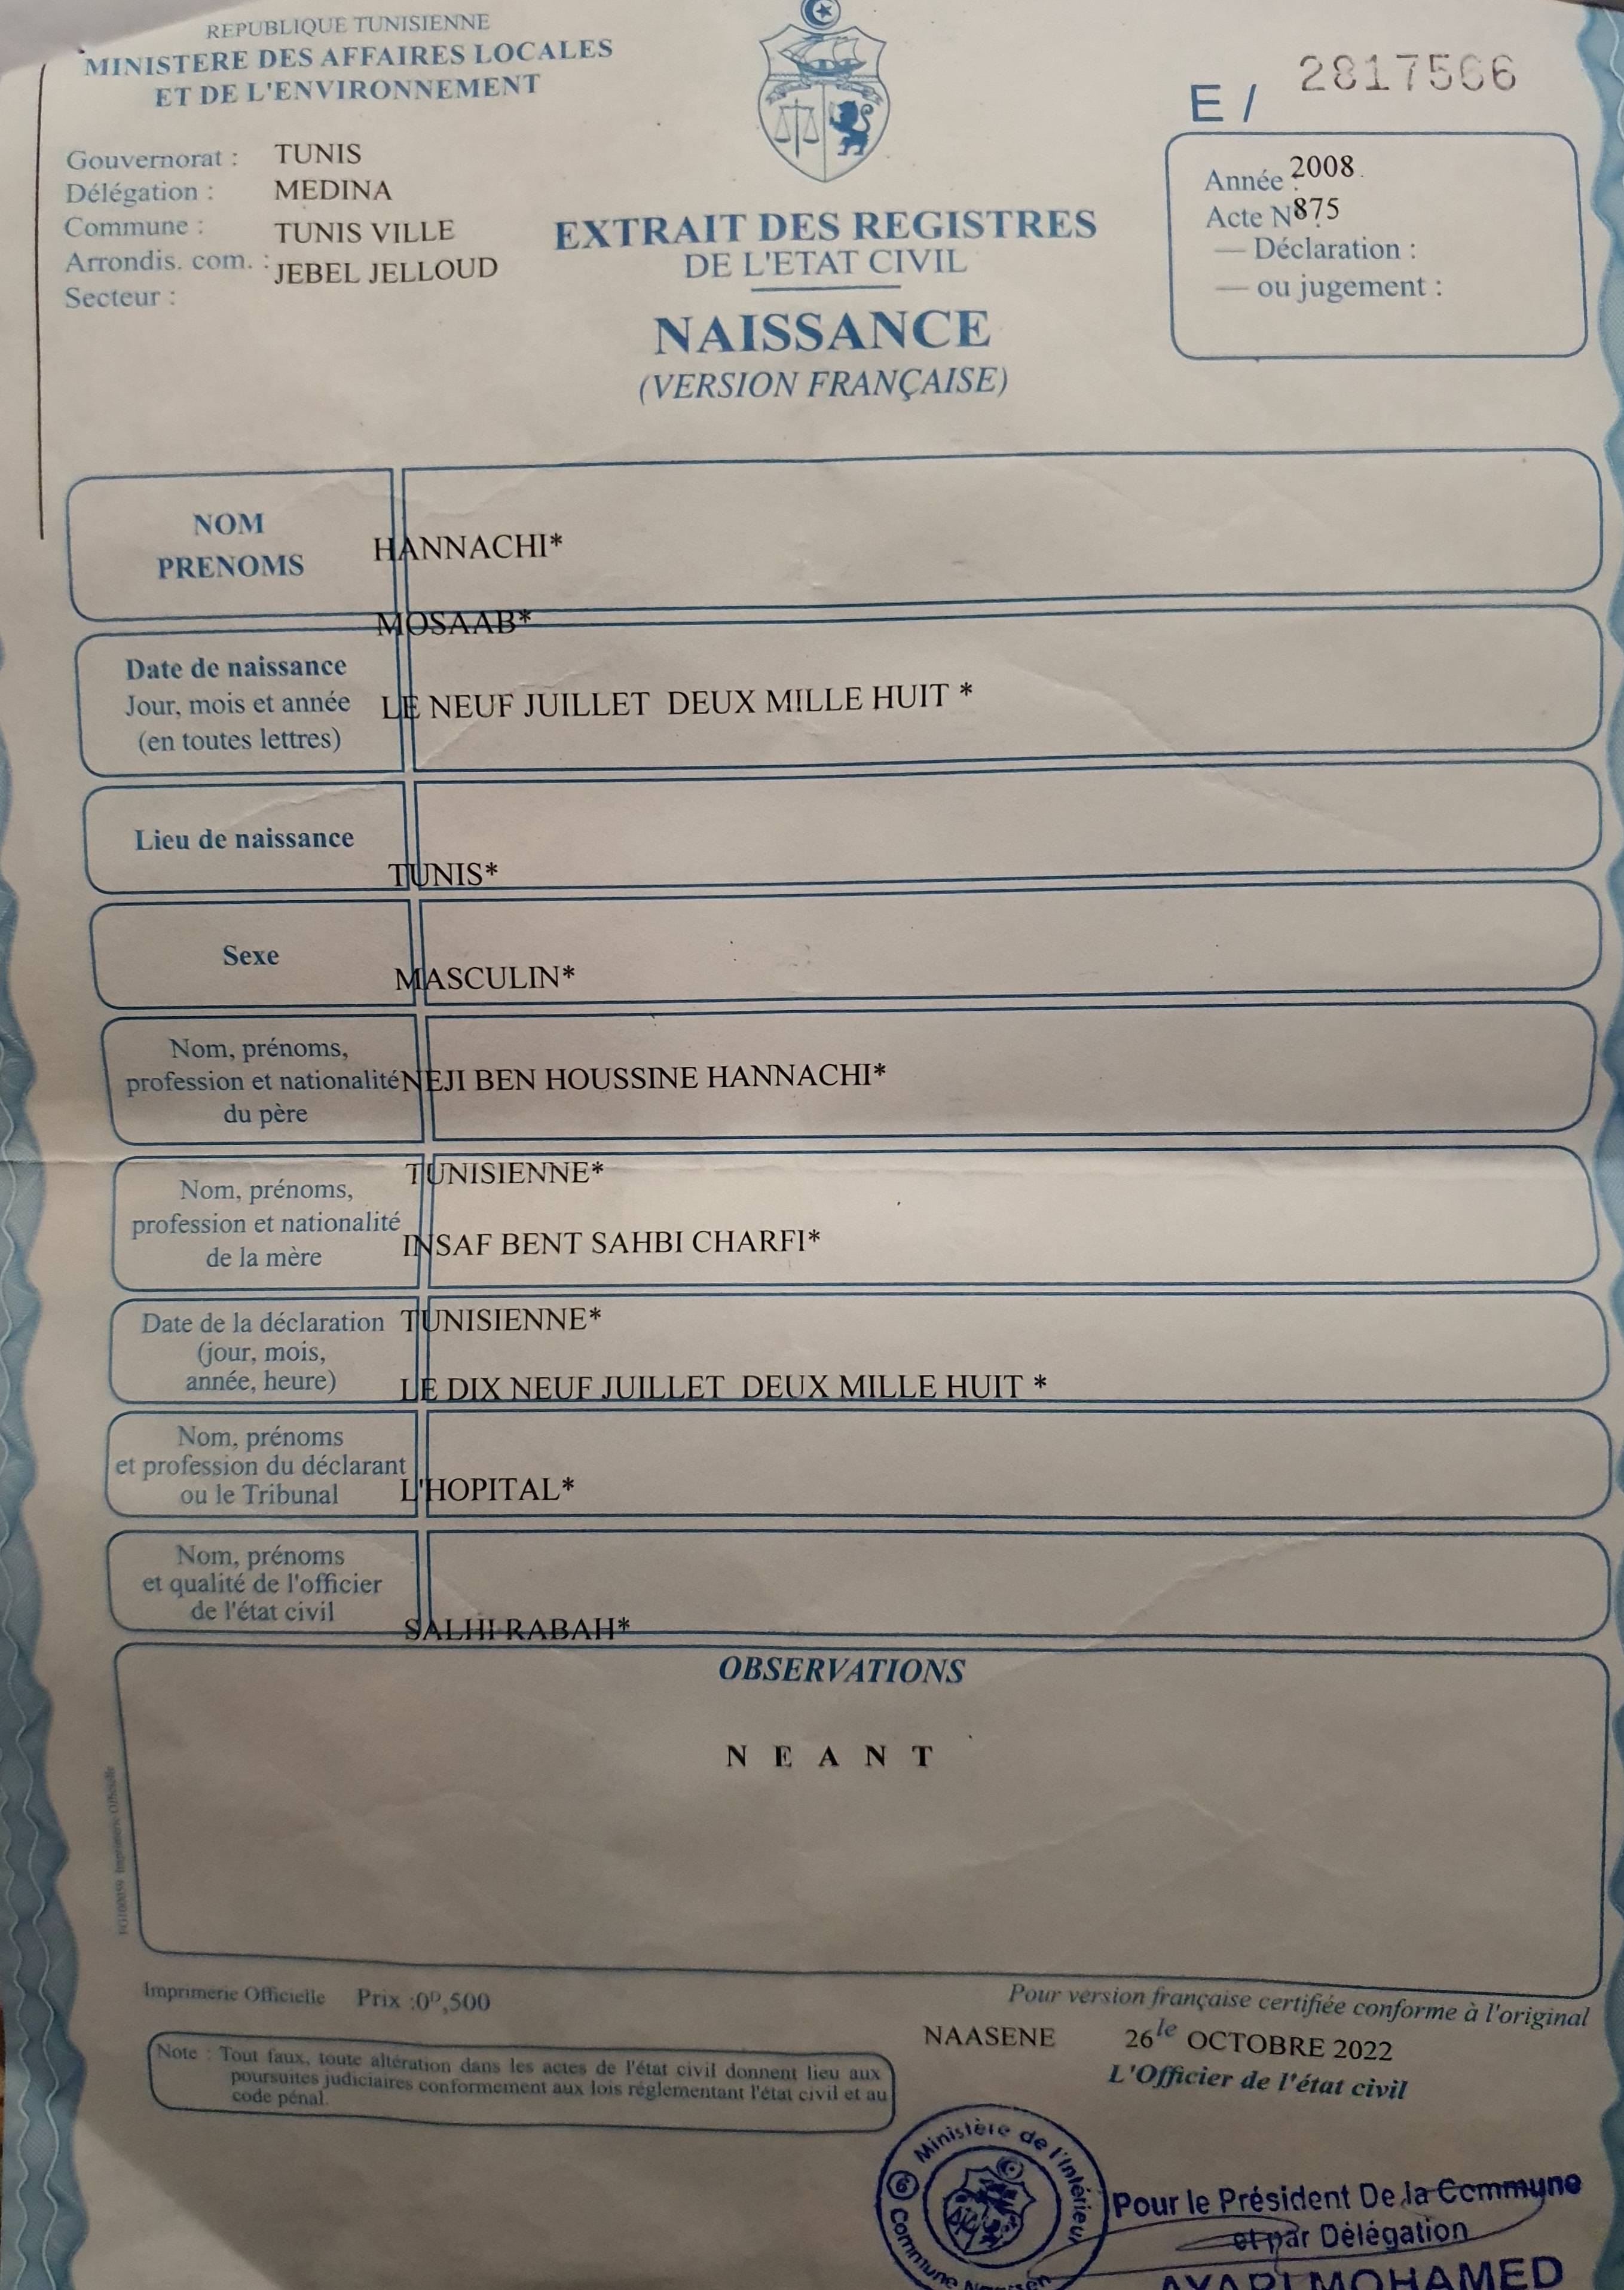 REPUBLIQUE TUNISIENNE
MINISTERE DES AFFAIRES LOCALES
ET DE L'ENVIRONNEMENT
Gouvernorat : TUNIS
Délégation : MEDINA
Commune : TUNIS VILLE
Arrondis. com. : JEBEL JELLOUD
Secteur :
EXTRAIT DES REGISTRES
DE L'ETAT CIVIL
NAISSANCE
(VERSION FRANÇAISE)
E / 2817566
Année : 2008
Acte N° 875
— Déclaration :
— ou jugement :
NOM
PRENOMS
HANNACHI*
MOSAAB*
Date de naissance
Jour, mois et année
(en toutes lettres)
LE NEUF JUILLET DEUX MILLE HUIT *
Lieu de naissance
TUNIS*
Sexe
MASCULIN*
Nom, prénoms,
profession et nationalité
du père
NEJI BEN HOUSSINE HANNACHI*
TUNISIENNE*
Nom, prénoms,
profession et nationalité
de la mère
INSAF BENT SAHBI CHARFI*
TUNISIENNE*
Date de la déclaration
(jour, mois,
année, heure)
LE DIX NEUF JUILLET DEUX MILLE HUIT *
Nom, prénoms
et profession du déclarant
ou le Tribunal
L'HOPITAL*
Nom, prénoms
et qualité de l'officier
de l'état civil
SALHI RABAH*
OBSERVATIONS
N E A N T
Imprimerie Officielle
Imprimerie Officielle Prix :0ᴰ,500
Note : Tout faux, toute altération dans les actes de l'état civil donnent lieu aux
poursuites judiciaires conformement aux lois réglementant l'état civil et au
code pénal.
Pour version française certifiée conforme à l'original
NAASENE 26 le OCTOBRE 2022
L'Officier de l'état civil
Ministère de l'Intérieur
6
Commune
Pour le Président De la Commune
et par Délégation
AYARI MOHAMED